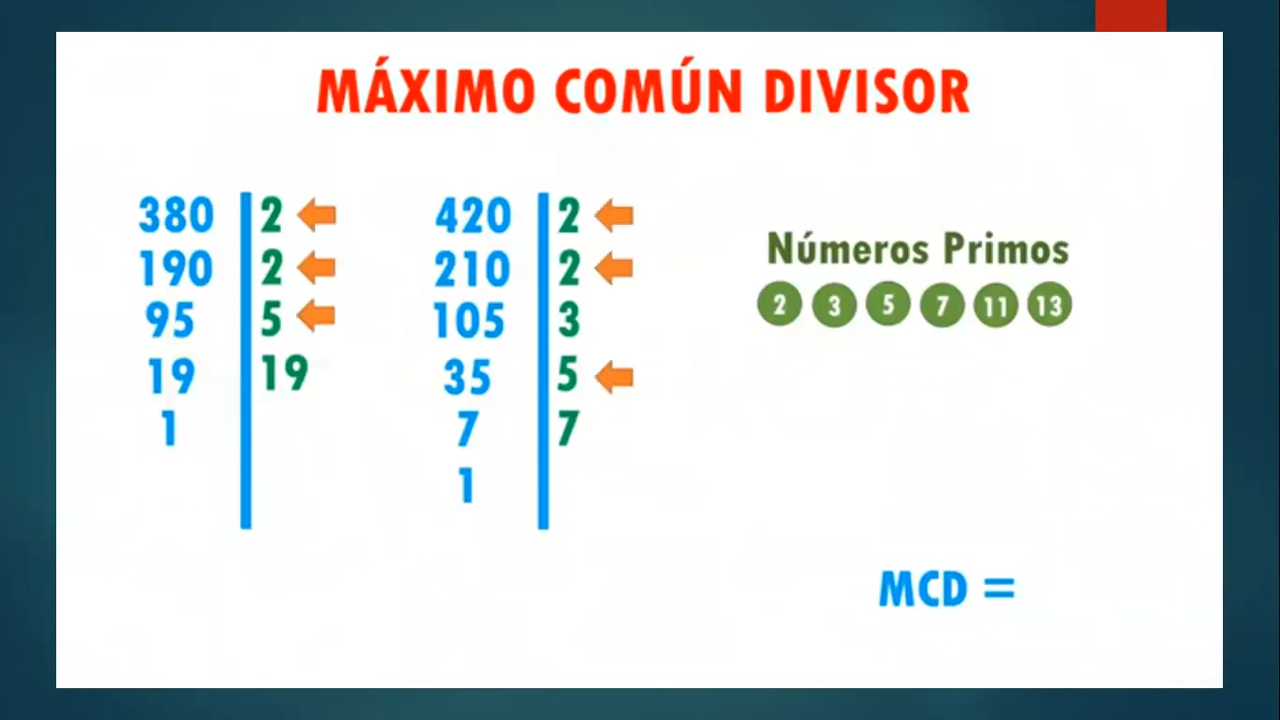 MÁXIMO COMÚN DIVISOR
380 2
190 2
95 5
19 19
1
420 2
210 2
105 3
35 5
7 7
1
Números Primos
2 3 5 7 11 13
MCD =